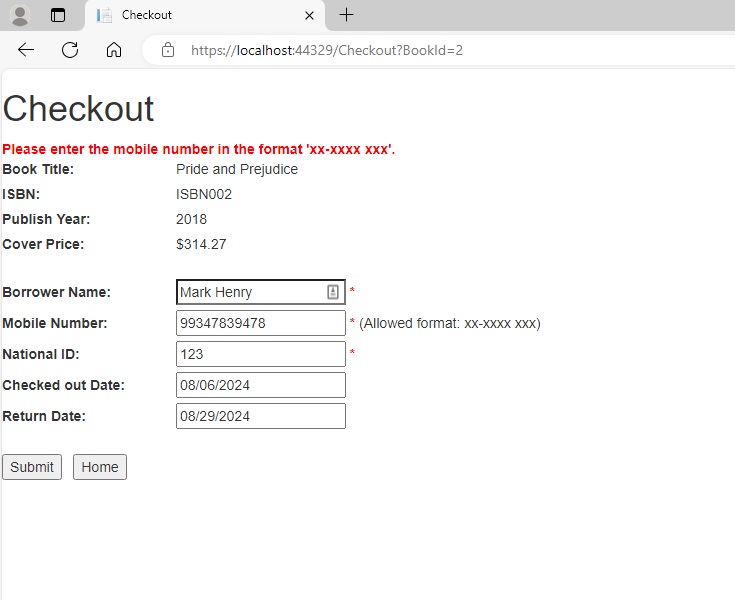 Checkout
https://localhost:44329/Checkout?BookId=2
Checkout
Please enter the mobile number in the format 'xx-xxxx xxx'.
Book Title: Pride and Prejudice
ISBN: ISBN002
Publish Year: 2018
Cover Price: $314.27
Borrower Name: Mark Henry *
Mobile Number: 99347839478 * (Allowed format: xx-xxxx xxx)
National ID: 123 *
Checked out Date: 08/06/2024
Return Date: 08/29/2024
Submit Home